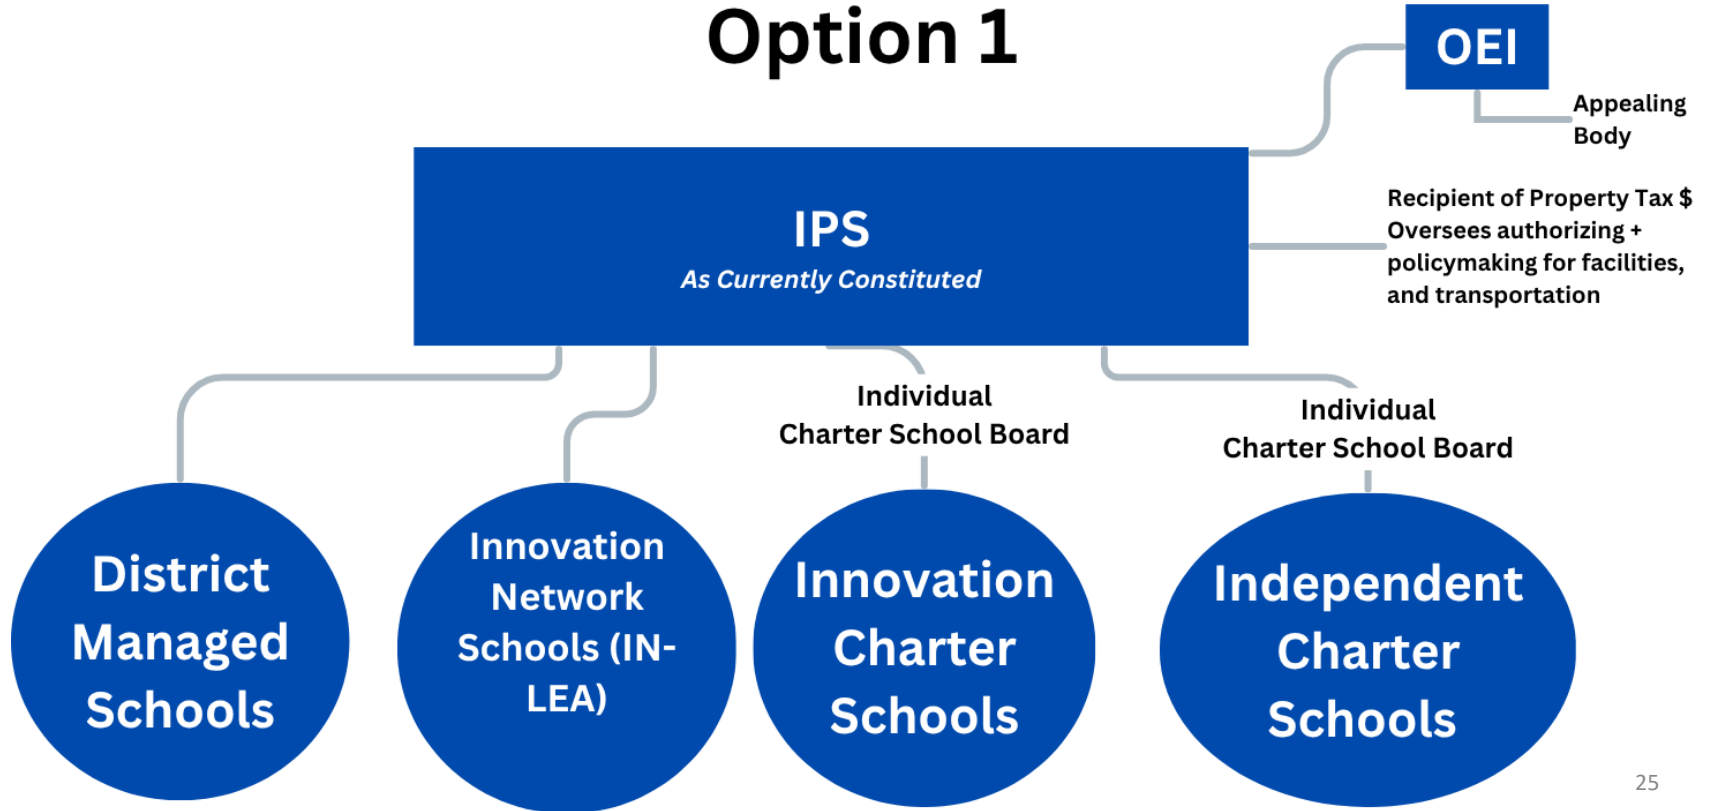 Option 1
OEI
Appealing
Body
IPS
As Currently Constituted
Recipient of Property Tax $
Oversees authorizing +
policymaking for facilities,
and transportation
Individual
Charter School Board
Individual
Charter School Board
District
Managed
Schools
Innovation
Network
Schools (IN-
LEA)
Innovation
Charter
Schools
Independent
Charter
Schools
25